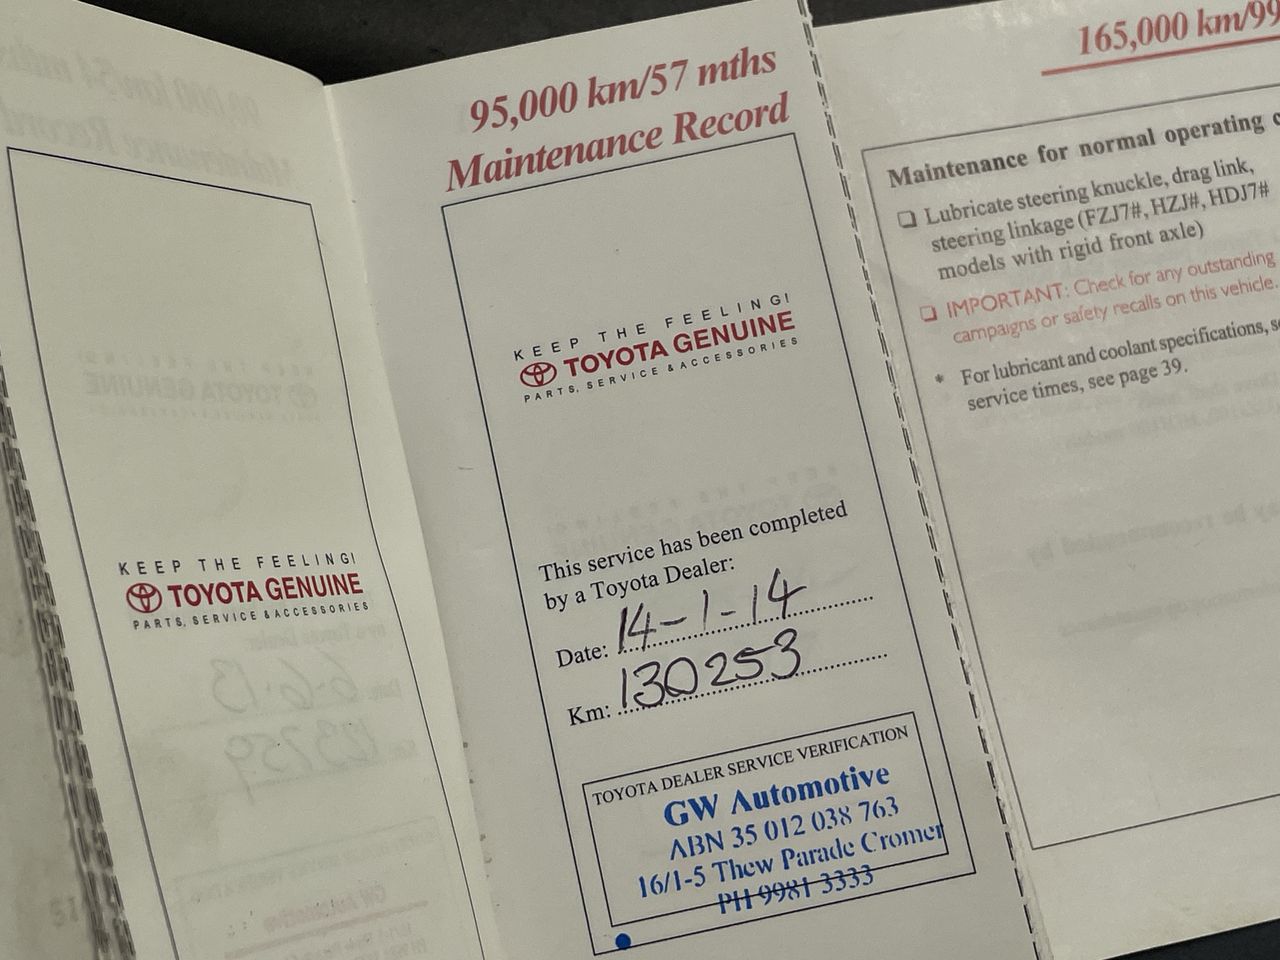 KEEP THE FEELING!
TOYOTA GENUINE
PARTS, SERVICE & ACCESSORIES
95,000 km/57 mths
Maintenance Record
KEEP THE FEELING!
TOYOTA GENUINE
PARTS, SERVICE & ACCESSORIES
This service has been completed
by a Toyota Dealer:
Date: 14-1-14
Km: 130253
TOYOTA DEALER SERVICE VERIFICATION
GW Automotive
ABN 35 012 038 763
16/1-5 Thew Parade Cromer
PH 9981 3333
165,000 km/99
Maintenance for normal operating
❏ Lubricate steering knuckle, drag link,
steering linkage (FZJ7#, HZJ#, HDJ7#
models with rigid front axle)
❏ IMPORTANT: Check for any outstanding
campaigns or safety recalls on this vehicle.
* For lubricant and coolant specifications,
service times, see page 39.